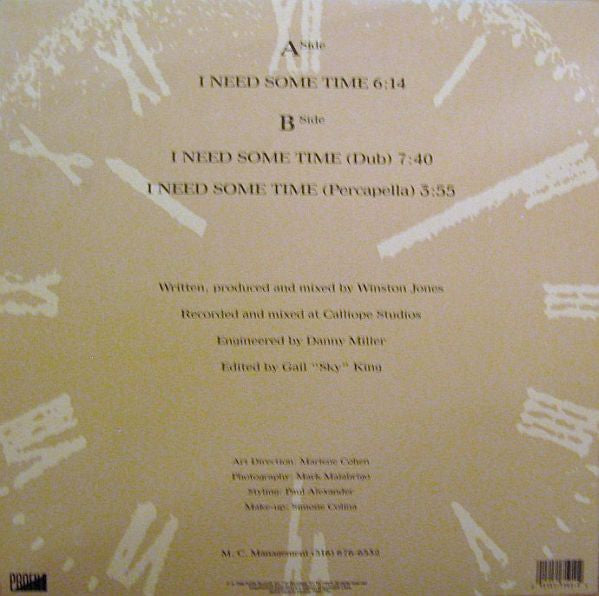 A Side
I NEED SOME TIME 6:14
B Side
I NEED SOME TIME (Dub) 7:40
I NEED SOME TIME (Percapella) 3:55
Written, produced and mixed by Winston Jones
Recorded and mixed at Calliope Studios
Engineered by Danny Miller
Edited by Gail "Sky" King
Art Direction: Marlene Cohen
Photography: Mark Malabrigo
Styling: Paul Alexander
Make-up: Simone Colina
M. C. Management